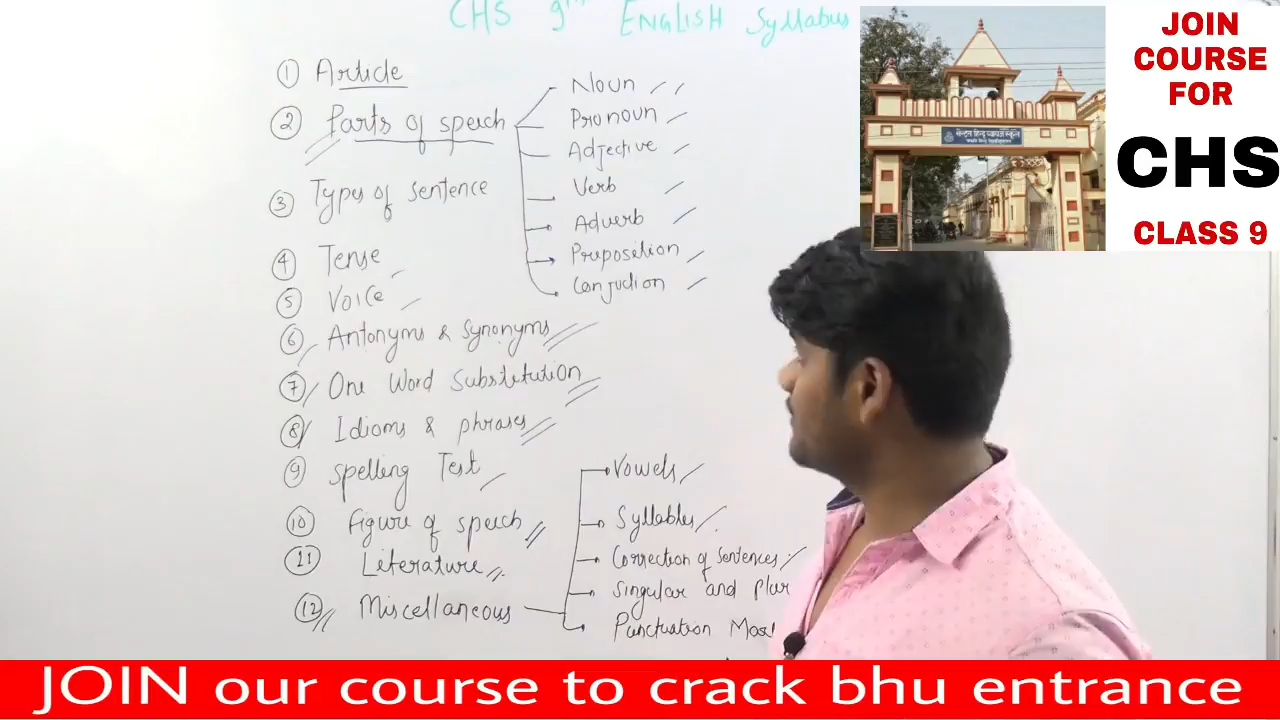 CHS 9th ENGLISH Syllabus
① Article
② Parts of speech
Noun
Pronoun
Adjective
Verb
Adverb
Preposition
Conjuction
③ Types of Sentence
④ Tense
⑤ Voice
⑥ Antonyms & Synonyms
⑦ One Word Substitution
⑧ Idioms & phrases
⑨ Spelling Test
⑩ Figure of speech
⑪ Literature
⑫ Miscellaneous
Vowels
Syllables
Correction of Sentences
Singular and Plur
Punctuation Mar
JOIN
COURSE
FOR
CHS
CLASS 9
सेन्ट्रल हिन्दू ब्वायज स्कूल
JOIN our course to crack bhu entrance